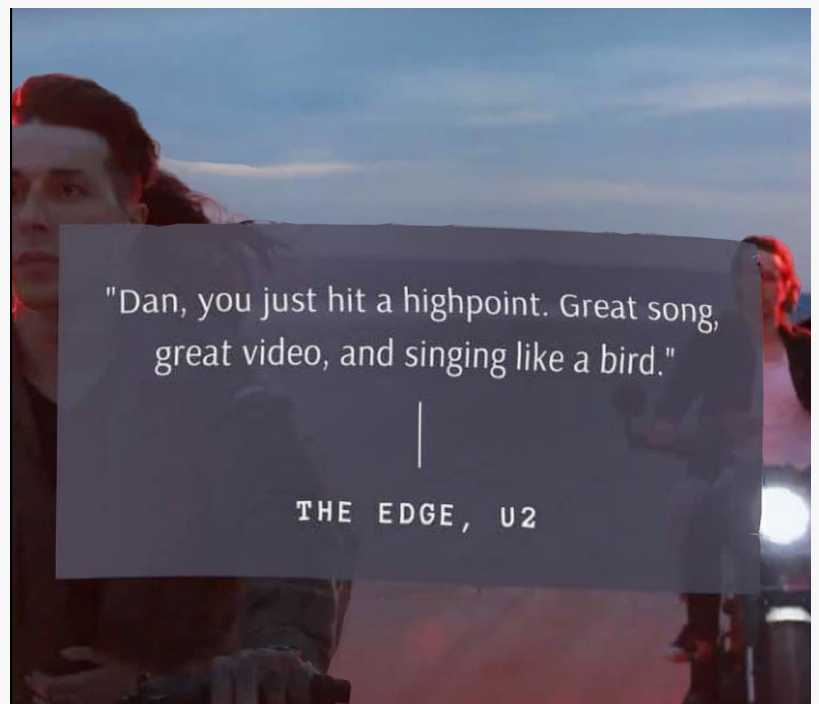 "Dan, you just hit a highpoint. Great song,
great video, and singing like a bird."
THE EDGE, U2